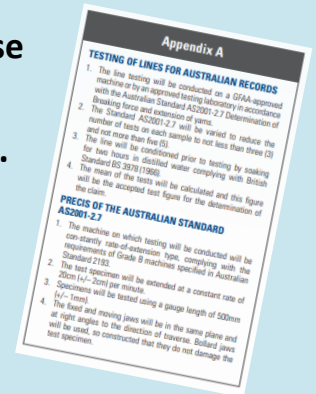 se
.
Appendix A
TESTING OF LINES FOR AUSTRALIAN RECORDS
1. The line testing will be conducted on a GFAA-approved
machine or by an approved testing laboratory in accordance
with the Australian Standard AS2001-2.7 Determination of
Breaking force and extension of yarns.
2. The Standard AS2001-2.7 will be varied to reduce the
number of tests on each sample to not less than three (3)
and not more than five (5).
3. The line will be conditioned prior to testing by soaking
for two hours in distilled water complying with British
Standard BS 3978 (1966).
4. The mean of the tests will be calculated and this figure
will be the accepted test figure for the determination of
the claim.
PRECIS OF THE AUSTRALIAN STANDARD
AS2001-2.7
1. The machine on which testing will be conducted will be
con-stantly rate-of-extension type, complying with the
requirements of Grade B machines specified in Australian
Standard 2193.
2. The test specimen will be extended at a constant rate of
20cm (+/– 2cm) per minute.
3. Specimens will be tested using a gauge length of 500mm
(+/– 1mm).
4. The fixed and moving jaws will be in the same plane and
at right angles to the direction of traverse. Bollard jaws
will be used, so constructed that they do not damage the
test specimen.